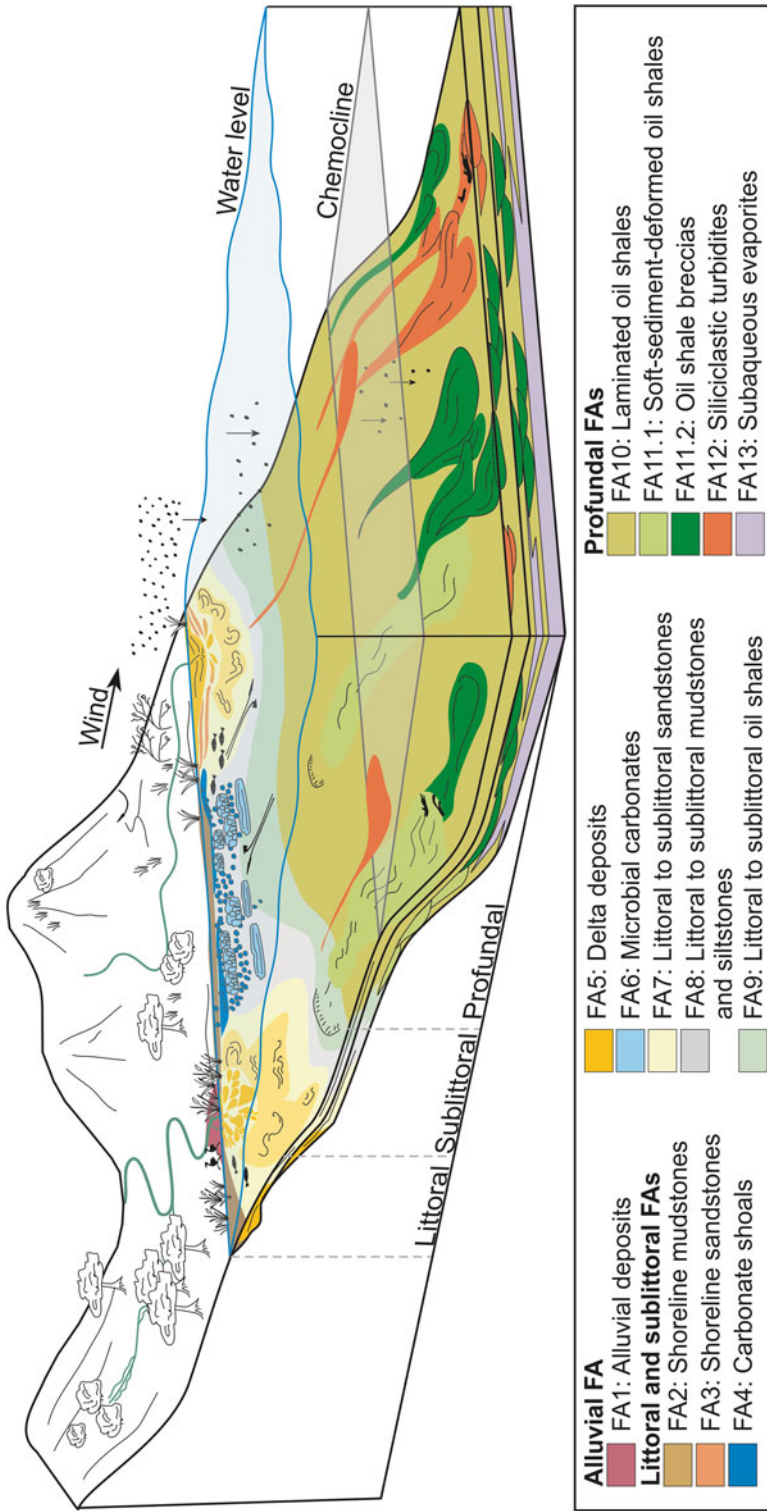 Wind
Water level
Chemocline
Littoral
Sublittoral
Profundal
Alluvial FA
FA1: Alluvial deposits
Littoral and sublittoral FAs
FA2: Shoreline mudstones
FA3: Shoreline sandstones
FA4: Carbonate shoals
FA5: Delta deposits
FA6: Microbial carbonates
FA7: Littoral to sublittoral sandstones
FA8: Littoral to sublittoral mudstones
and siltstones
FA9: Littoral to sublittoral oil shales
Profundal FAs
FA10: Laminated oil shales
FA11.1: Soft-sediment-deformed oil shales
FA11.2: Oil shale breccias
FA12: Siliciclastic turbidites
FA13: Subaqueous evaporites